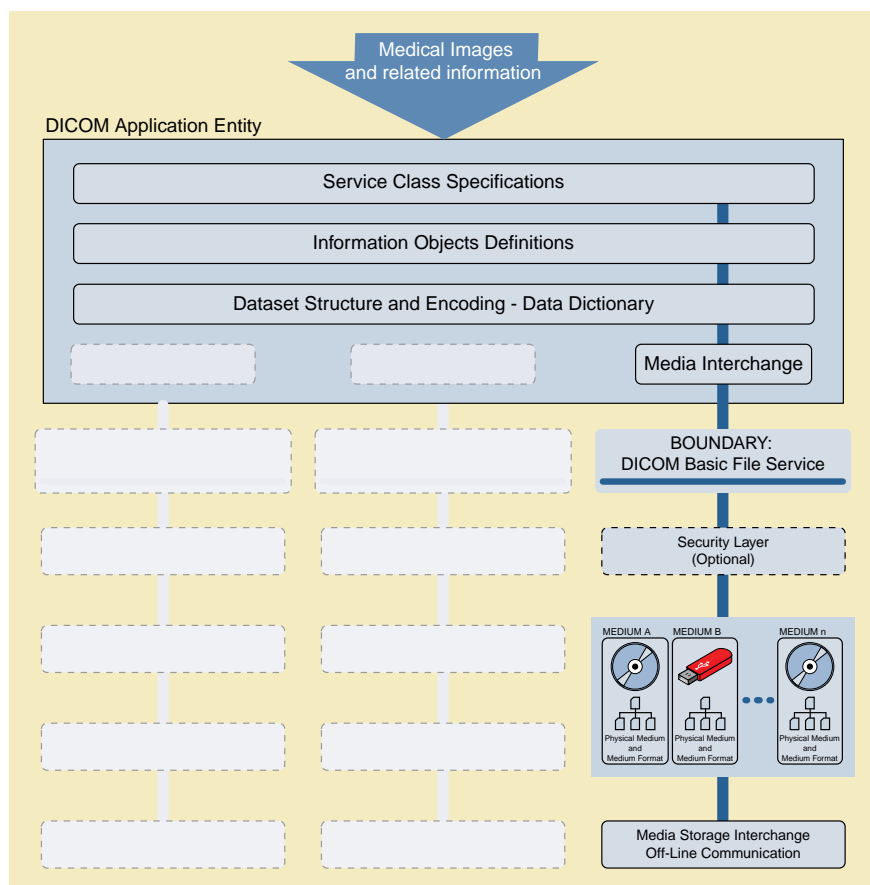 Medical Images
and related information
DICOM Application Entity
Service Class Specifications
Information Objects Definitions
Dataset Structure and Encoding - Data Dictionary
Media Interchange
BOUNDARY:
DICOM Basic File Service
Security Layer
(Optional)
MEDIUM A
MEDIUM B
MEDIUM n
Physical Medium
and
Medium Format
Physical Medium
and
Medium Format
Physical Medium
and
Medium Format
Media Storage Interchange
Off-Line Communication